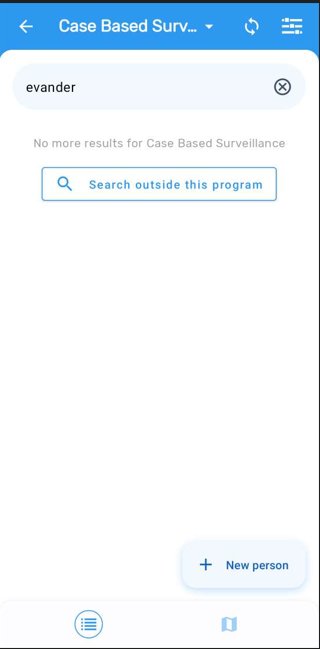 Case Based Surv...
evander
No more results for Case Based Surveillance
Search outside this program
New person